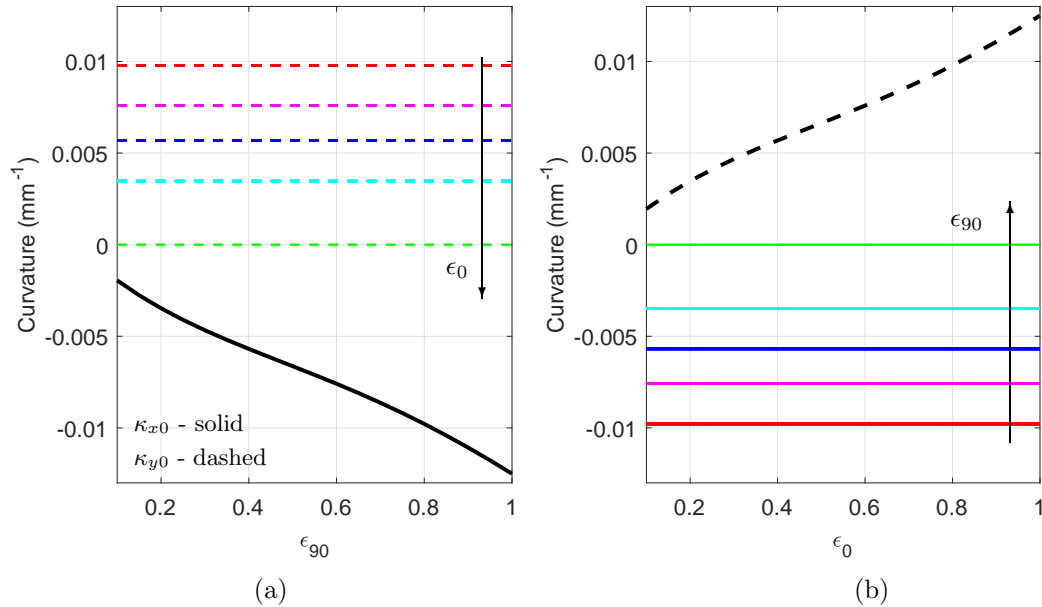 0.01
0.005
0
-0.005
-0.01
Curvature (mm⁻¹)
ϵ₀
κₓ₀ - solid
κ_y0 - dashed
0.2 0.4 0.6 0.8 1
ϵ₉₀
(a)
0.01
0.005
0
-0.005
-0.01
Curvature (mm⁻¹)
ϵ₉₀
0.2 0.4 0.6 0.8 1
ϵ₀
(b)